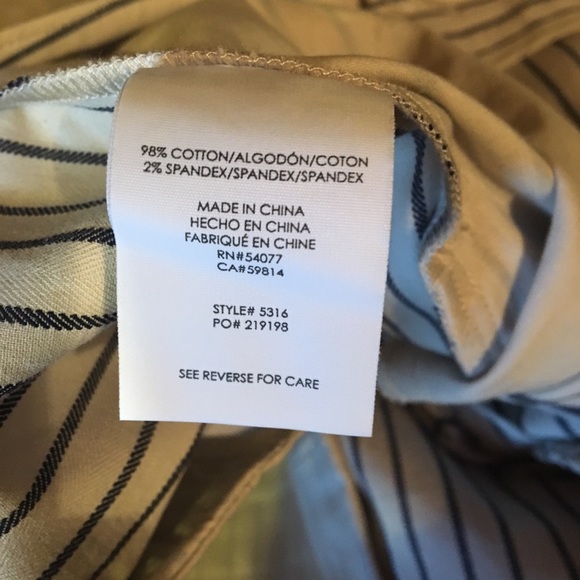 98% COTTON/ALGODÓN/COTON
2% SPANDEX/SPANDEX/SPANDEX
MADE IN CHINA
HECHO EN CHINA
FABRIQUÉ EN CHINE
RN#54077
CA#59814
STYLE# 5316
PO# 219198
SEE REVERSE FOR CARE